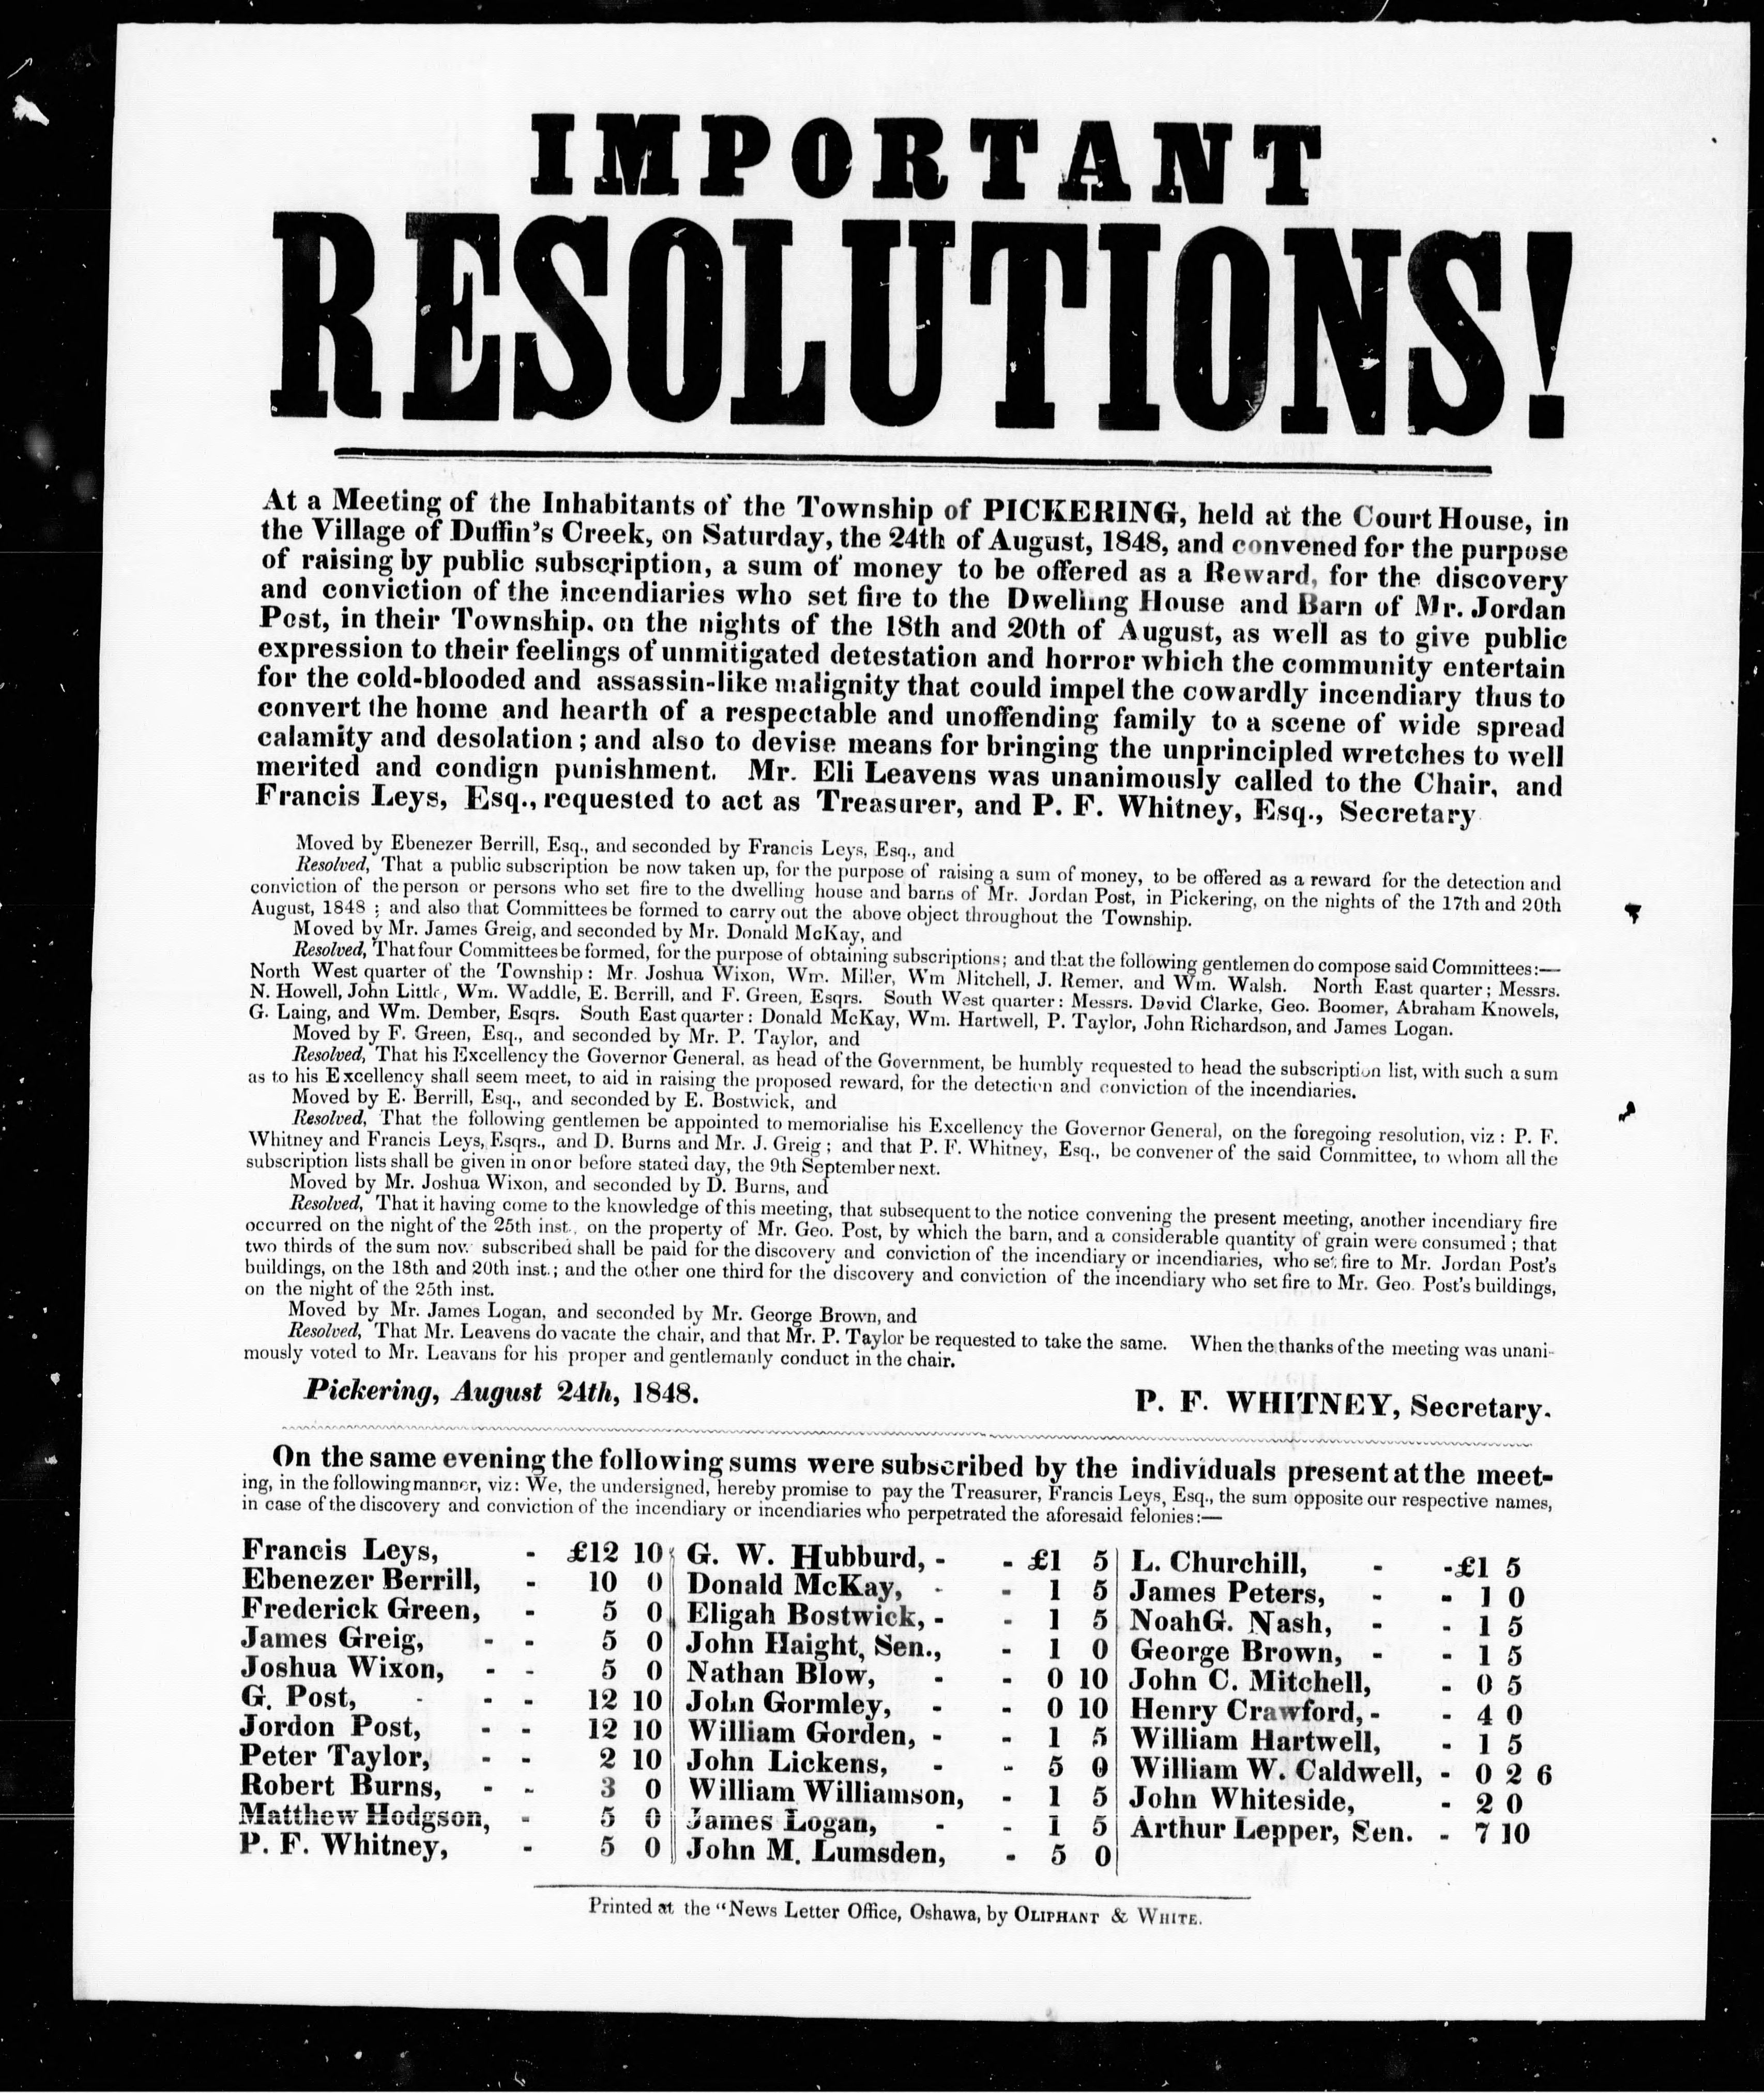 IMPORTANT
RESOLUTIONS!
At a Meeting of the Inhabitants of the Township of PICKERING, held at the Court House, in
the Village of Duffin's Creek, on Saturday, the 24th of August, 1848, and convened for the purpose
of raising by public subscription, a sum of money to be offered as a Reward, for the discovery
and conviction of the incendiaries who set fire to the Dwelling House and Barn of Mr. Jordan
Post, in their Township. on the nights of the 18th and 20th of August, as well as to give public
expression to their feelings of unmitigated detestation and horror which the community entertain
for the cold-blooded and assassin-like malignity that could impel the cowardly incendiary thus to
convert the home and hearth of a respectable and unoffending family to a scene of wide spread
calamity and desolation; and also to devise means for bringing the unprincipled wretches to well
merited and condign punishment. Mr. Eli Leavens was unanimously called to the Chair, and
Francis Leys, Esq., requested to act as Treasurer, and P. F. Whitney, Esq., Secretary
Moved by Ebenezer Berrill, Esq., and seconded by Francis Leys, Esq., and
Resolved, That a public subscription be now taken up, for the purpose of raising a sum of money, to be offered as a reward for the detection and
conviction of the person or persons who set fire to the dwelling house and barns of Mr. Jordan Post, in Pickering, on the nights of the 17th and 20th
August, 1848; and also that Committees be formed to carry out the above object throughout the Township.
Moved by Mr. James Greig, and seconded by Mr. Donald McKay, and
Resolved, That four Committees be formed, for the purpose of obtaining subscriptions; and that the following gentlemen do compose said Committees:—
North West quarter of the Township: Mr. Joshua Wixon, Wm. Miller, Wm Mitchell, J. Remer, and Wm. Walsh. North East quarter; Messrs.
N. Howell, John Little, Wm. Waddle, E. Berrill, and F. Green, Esqrs. South West quarter: Messrs. David Clarke, Geo. Boomer, Abraham Knowels,
G. Laing, and Wm. Dember, Esqrs. South East quarter: Donald McKay, Wm. Hartwell, P. Taylor, John Richardson, and James Logan.
Moved by F. Green, Esq., and seconded by Mr. P. Taylor, and
Resolved, That his Excellency the Governor General, as head of the Government, be humbly requested to head the subscription list, with such a sum
as to his Excellency shall seem meet, to aid in raising the proposed reward, for the detection and conviction of the incendiaries.
Moved by E. Berrill, Esq., and seconded by E. Bostwick, and
Resolved, That the following gentlemen be appointed to memorialise his Excellency the Governor General, on the foregoing resolution, viz: P. F.
Whitney and Francis Leys, Esqrs., and D. Burns and Mr. J. Greig; and that P. F. Whitney, Esq., be convener of the said Committee, to whom all the
subscription lists shall be given in on or before stated day, the 9th September next.
Moved by Mr. Joshua Wixon, and seconded by D. Burns, and
Resolved, That it having come to the knowledge of this meeting, that subsequent to the notice convening the present meeting, another incendiary fire
occurred on the night of the 25th inst., on the property of Mr. Geo. Post, by which the barn, and a considerable quantity of grain were consumed; that
two thirds of the sum now subscribed shall be paid for the discovery and conviction of the incendiary or incendiaries, who set fire to Mr. Jordan Post's
buildings, on the 18th and 20th inst.; and the other one third for the discovery and conviction of the incendiary who set fire to Mr. Geo. Post's buildings,
on the night of the 25th inst.
Moved by Mr. James Logan, and seconded by Mr. George Brown, and
Resolved, That Mr. Leavens do vacate the chair, and that Mr. P. Taylor be requested to take the same. When the thanks of the meeting was unani-
mously voted to Mr. Leavans for his proper and gentlemanly conduct in the chair.
Pickering, August 24th, 1848. P. F. WHITNEY, Secretary.
On the same evening the following sums were subscribed by the individuals present at the meet-
ing, in the following manner, viz: We, the undersigned, hereby promise to pay the Treasurer, Francis Leys, Esq., the sum opposite our respective names,
in case of the discovery and conviction of the incendiary or incendiaries who perpetrated the aforesaid felonies:—
Francis Leys, - £12 10
Ebenezer Berrill, - 10 0
Frederick Green, - 5 0
James Greig, - - 5 0
Joshua Wixon, - - 5 0
G. Post, - - - 12 10
Jordon Post, - - 12 10
Peter Taylor, - - 2 10
Robert Burns, - - 3 0
Matthew Hodgson, - 5 0
P. F. Whitney, - 5 0
G. W. Hubburd, - - £1 5
Donald McKay, - - 1 5
Eligah Bostwick, - - 1 5
John Haight, Sen., - 1 0
Nathan Blow, - - 0 10
John Gormley, - - 0 10
William Gorden, - - 1 5
John Lickens, - - 5 0
William Williamson, - 1 5
James Logan, - - 1 5
John M. Lumsden, - 5 0
L. Churchill, - - £1 5
James Peters, - - 1 0
Noah G. Nash, - - 1 5
George Brown, - - 1 5
John C. Mitchell, - 0 5
Henry Crawford, - - 4 0
William Hartwell, - 1 5
William W. Caldwell, - 0 2 6
John Whiteside, - 2 0
Arthur Lepper, Sen. - 7 10
Printed at the "News Letter Office, Oshawa, by OLIPHANT & WHITE.